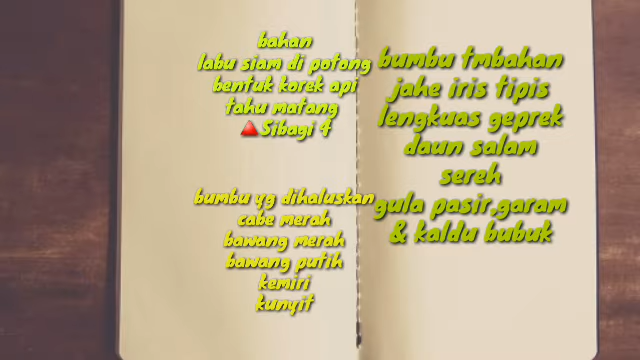 bahan
labu siam di potong
bentuk korek api
tahu matang
🔺Sibagi 4
bumbu yg dihaluskan
cabe merah
bawang merah
bawang putih
kemiri
kunyit
bumbu tmbahan
jahe iris tipis
lengkuas geprek
daun salam
sereh
gula pasir,garam
& kaldu bubuk